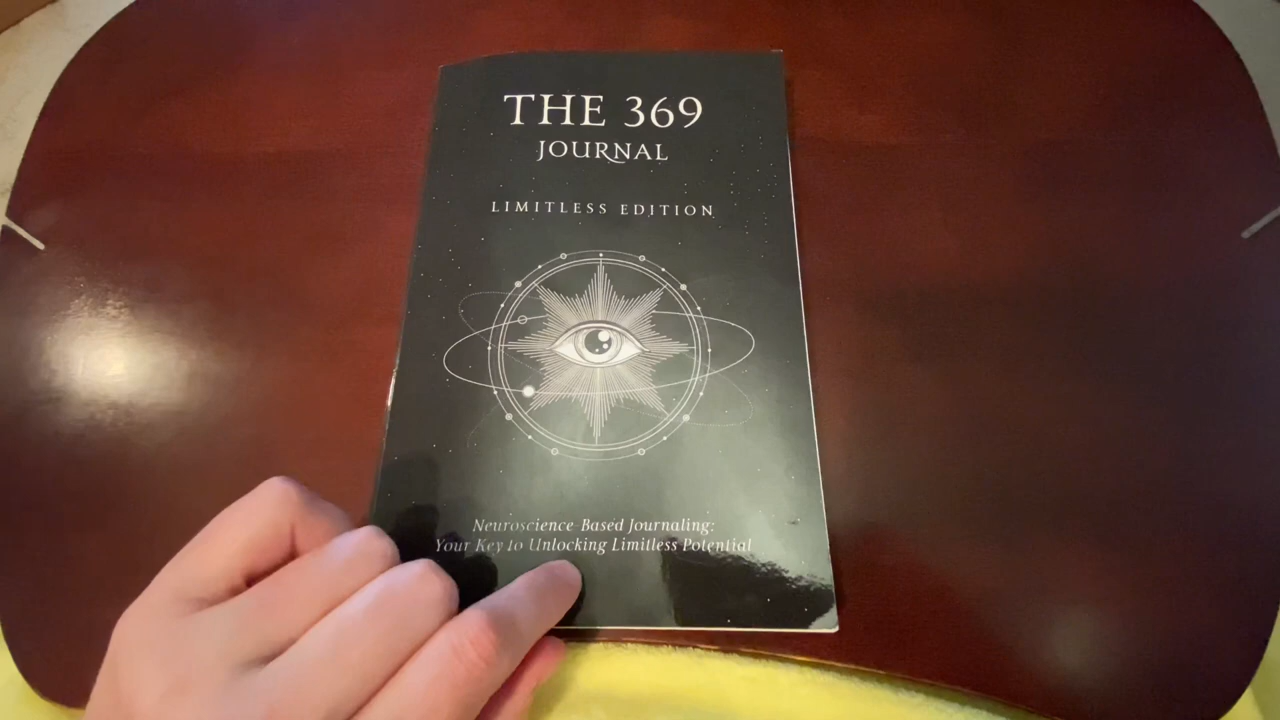 THE 369
JOURNAL
LIMITLESS EDITION
Neuroscience-Based Journaling:
Your Key to Unlocking Limitless Potential